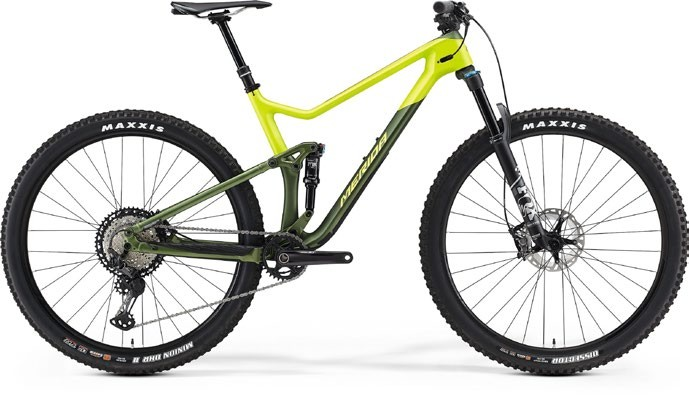 MAXXIS
MAXXIS
MERIDA
MINION DHR II
DISSECTOR